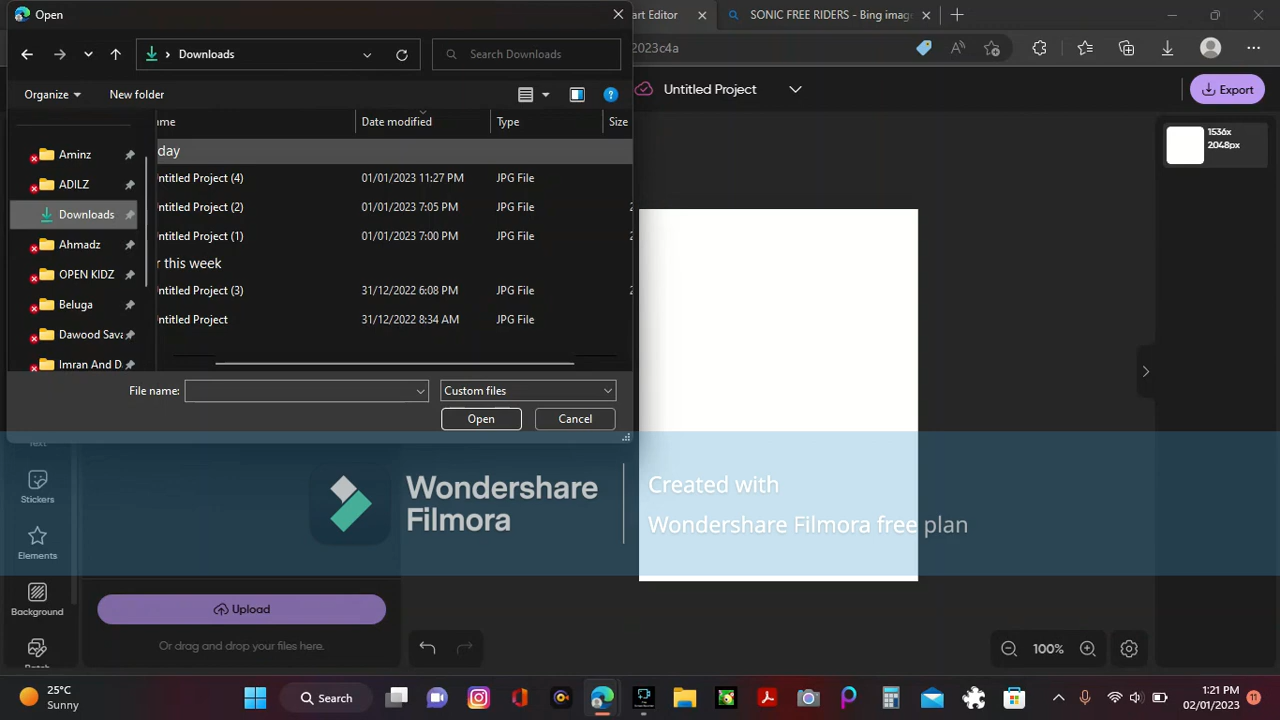 Open
art Editor
SONIC FREE RIDERS - Bing imag
2023c4a
Downloads
Search Downloads
Organize
New folder
Untitled Project
Export
ame
Date modified
Type
Size
1536x
2048px
day
Aminz
ntitled Project (4)
01/01/2023 11:27 PM
JPG File
ADILZ
ntitled Project (2)
01/01/2023 7:05 PM
JPG File
Downloads
ntitled Project (1)
01/01/2023 7:00 PM
JPG File
Ahmadz
r this week
OPEN KIDZ
ntitled Project (3)
31/12/2022 6:08 PM
JPG File
Beluga
ntitled Project
31/12/2022 8:34 AM
JPG File
Dawood Sava
Imran And D
File name:
Custom files
Open
Cancel
Text
Stickers
Wondershare
Filmora
Created with
Wondershare Filmora free plan
Elements
Background
Upload
Or drag and drop your files here.
100%
25°C
Sunny
Search
1:21 PM
02/01/2023
11